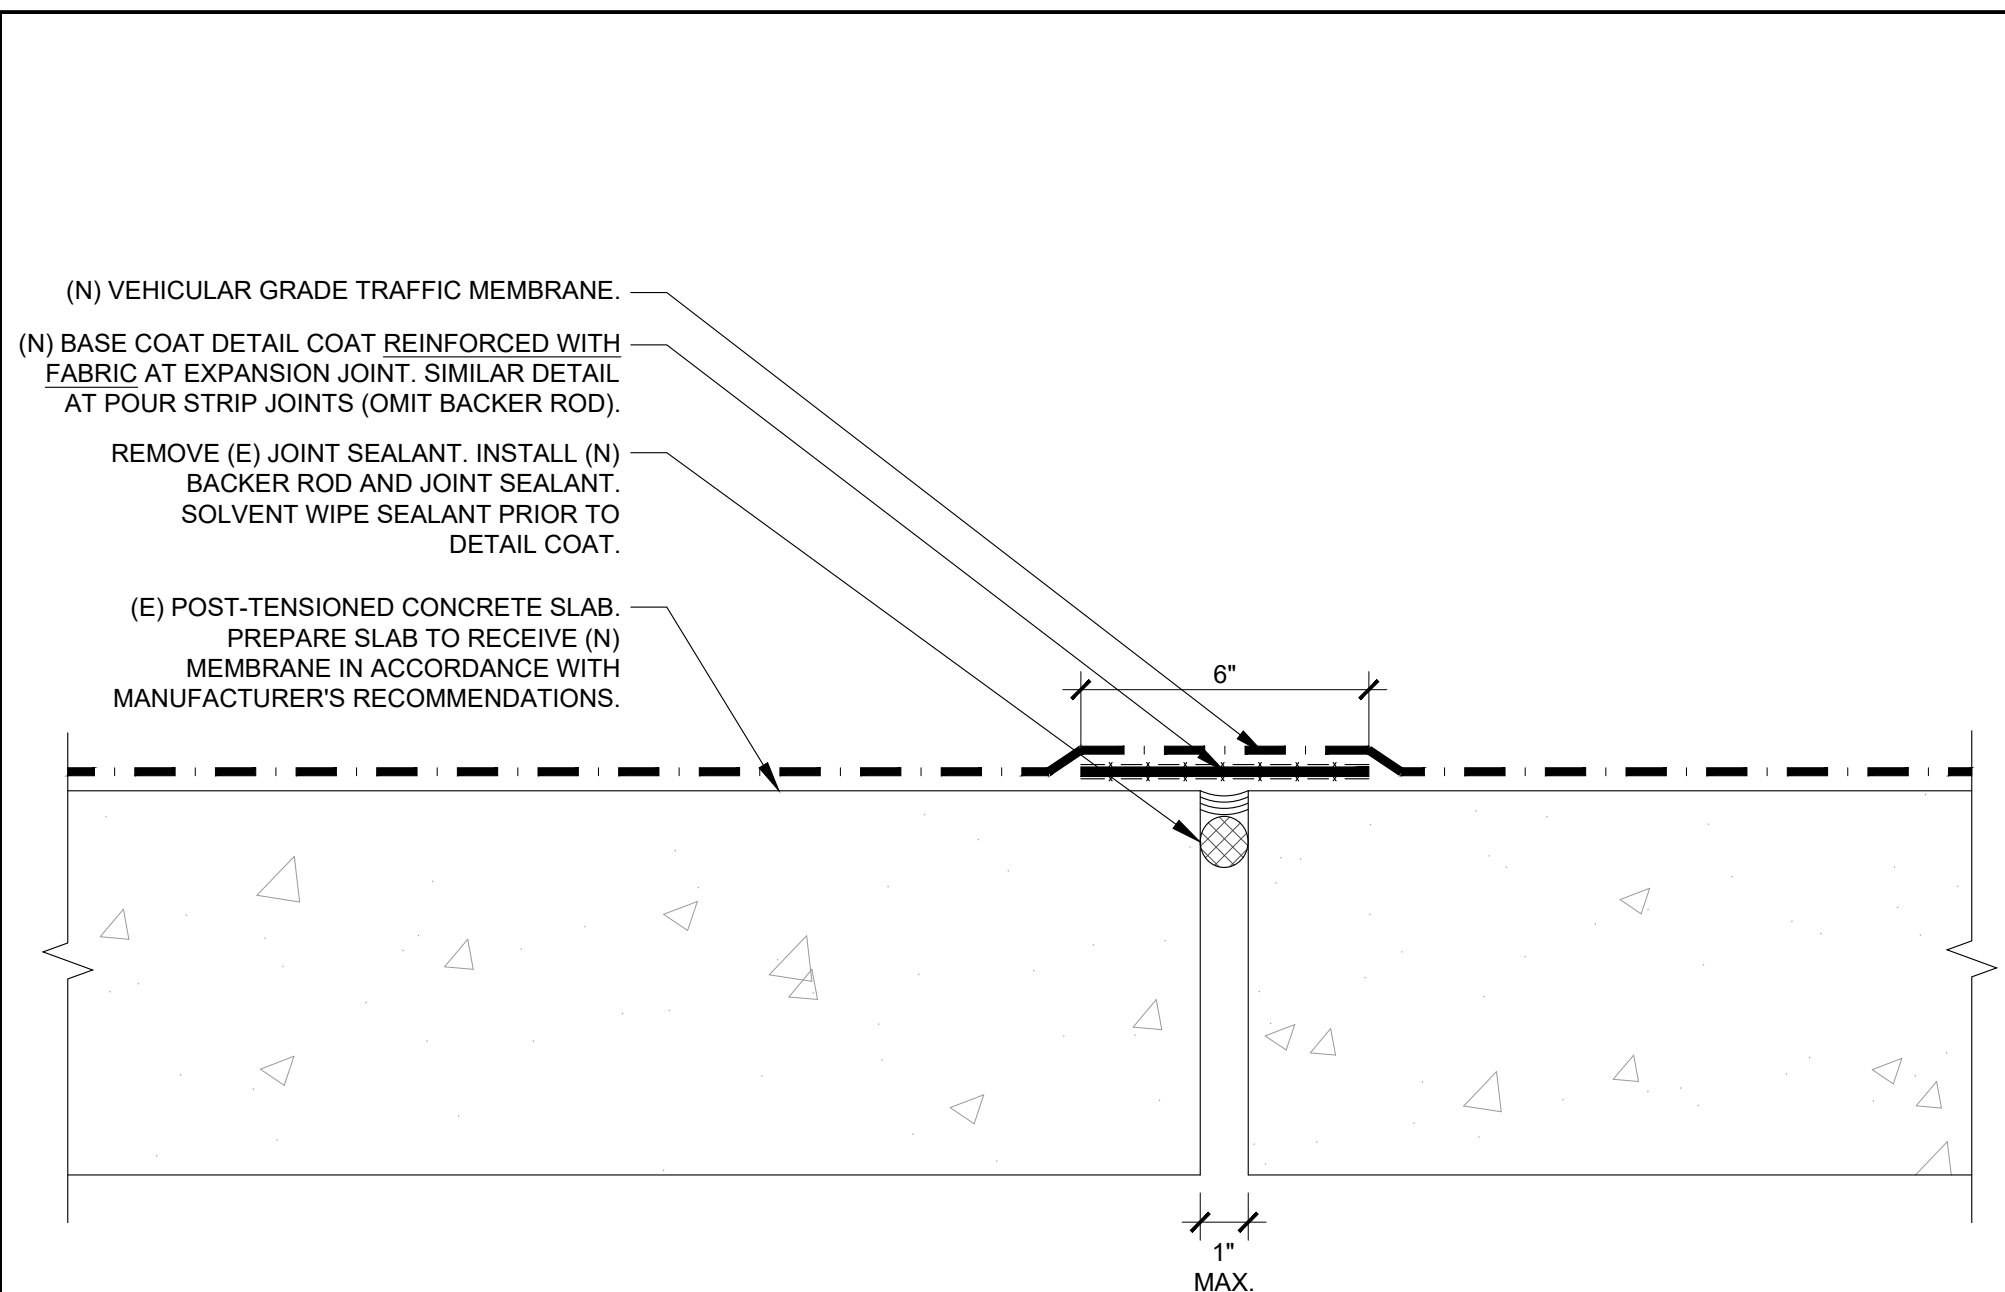 (N) VEHICULAR GRADE TRAFFIC MEMBRANE.
(N) BASE COAT DETAIL COAT REINFORCED WITH
FABRIC AT EXPANSION JOINT. SIMILAR DETAIL
AT POUR STRIP JOINTS (OMIT BACKER ROD).
REMOVE (E) JOINT SEALANT. INSTALL (N)
BACKER ROD AND JOINT SEALANT.
SOLVENT WIPE SEALANT PRIOR TO
DETAIL COAT.
(E) POST-TENSIONED CONCRETE SLAB.
PREPARE SLAB TO RECEIVE (N)
MEMBRANE IN ACCORDANCE WITH
MANUFACTURER'S RECOMMENDATIONS.
6"
1"
MAX.